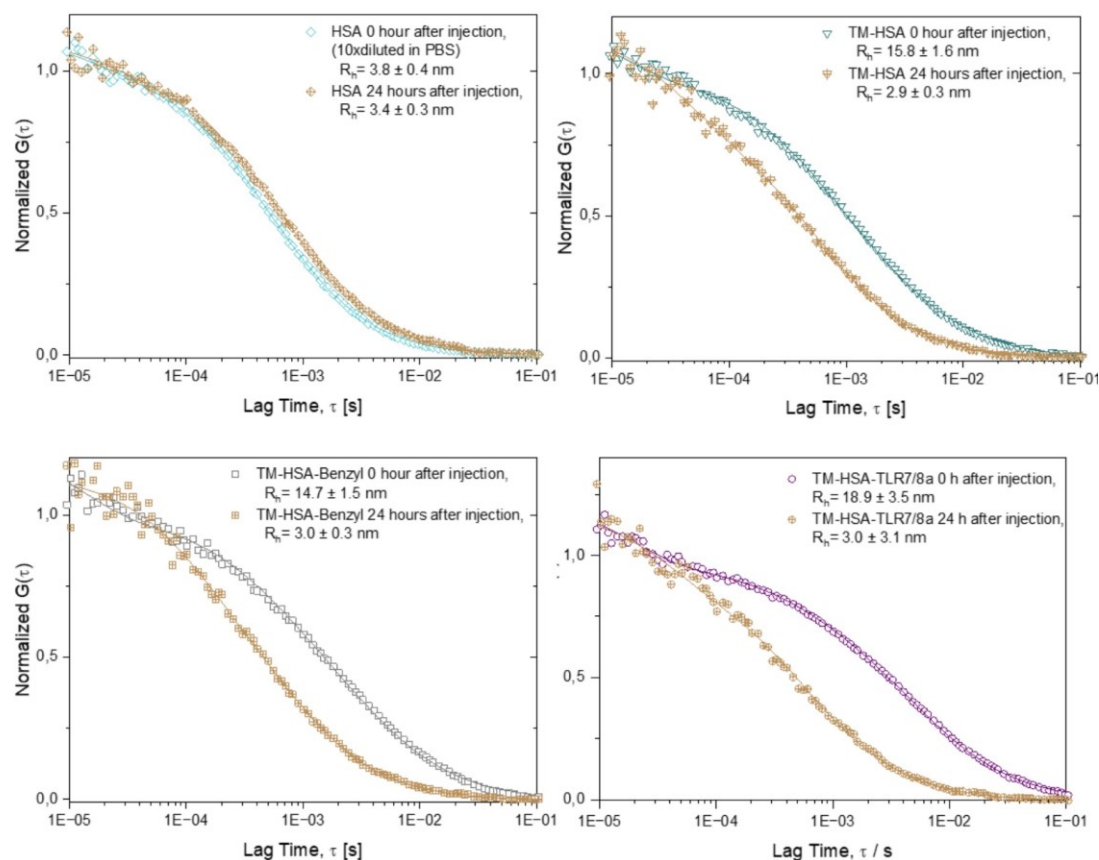 HSA 0 hour after injection,
(10xdiluted in PBS)
Rh= 3.8 ± 0.4 nm
HSA 24 hours after injection,
Rh= 3.4 ± 0.3 nm
Normalized G(τ)
1,0
0,5
0,0
1E-05 1E-04 1E-03 1E-02 1E-01
Lag Time, τ [s]
TM-HSA 0 hour after injection,
Rh = 15.8 ± 1.6 nm
TM-HSA 24 hours after injection,
Rh= 2.9 ± 0.3 nm
Normalized G(τ)
1,0
0,5
0,0
1E-05 1E-04 1E-03 1E-02 1E-01
Lag Time, τ [s]
TM-HSA-Benzyl 0 hour after injection,
Rh= 14.7 ± 1.5 nm
TM-HSA-Benzyl 24 hours after injection,
Rh= 3.0 ± 0.3 nm
Normalized G(τ)
1,0
0,5
0,0
1E-05 1E-04 1E-03 1E-02 1E-01
Lag Time, τ [s]
TM-HSA-TLR7/8a 0 h after injection,
Rh= 18.9 ± 3.5 nm
TM-HSA-TLR7/8a 24 h after injection,
Rh= 3.0 ± 3.1 nm
1,0
0,5
0,0
1E-05 1E-04 1E-03 1E-02 1E-01
Lag Time, τ / s